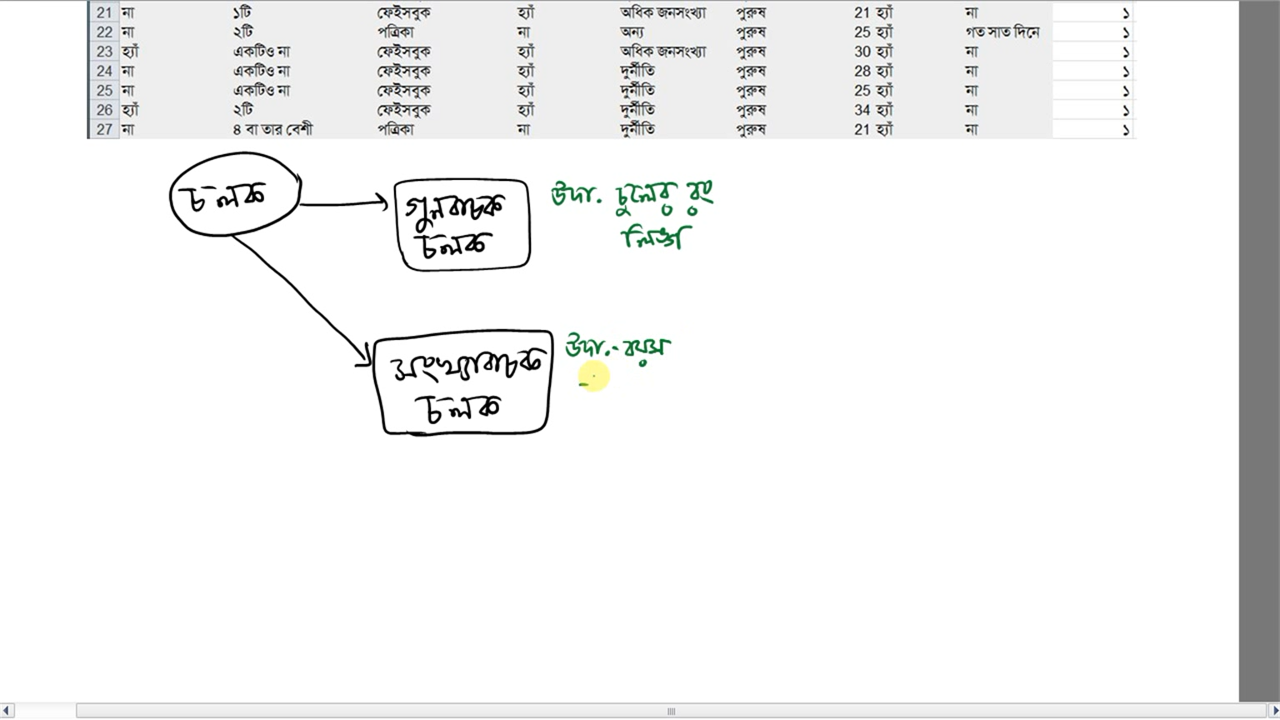 21 না ১টি ফেইসবুক হ্যাঁ অধিক জনসংখ্যা পুরুষ 21 হ্যাঁ না ১
22 না ২টি পত্রিকা না অন্য পুরুষ 25 হ্যাঁ গত সাত দিনে ১
23 হ্যাঁ একটিও না ফেইসবুক হ্যাঁ অধিক জনসংখ্যা পুরুষ 30 হ্যাঁ না ১
24 না একটিও না ফেইসবুক হ্যাঁ দুর্নীতি পুরুষ 28 হ্যাঁ না ১
25 না একটিও না ফেইসবুক হ্যাঁ দুর্নীতি পুরুষ 25 হ্যাঁ না ১
26 হ্যাঁ ২টি ফেইসবুক হ্যাঁ দুর্নীতি পুরুষ 34 হ্যাঁ না ১
27 না ৪ বা তার বেশী পত্রিকা না দুর্নীতি পুরুষ 21 হ্যাঁ না ১
চলক
গুনবাচক
চলক
উদা. চুলের রং
লিঙ্গ
সংখ্যাবাচক
চলক
উদা.- বয়স